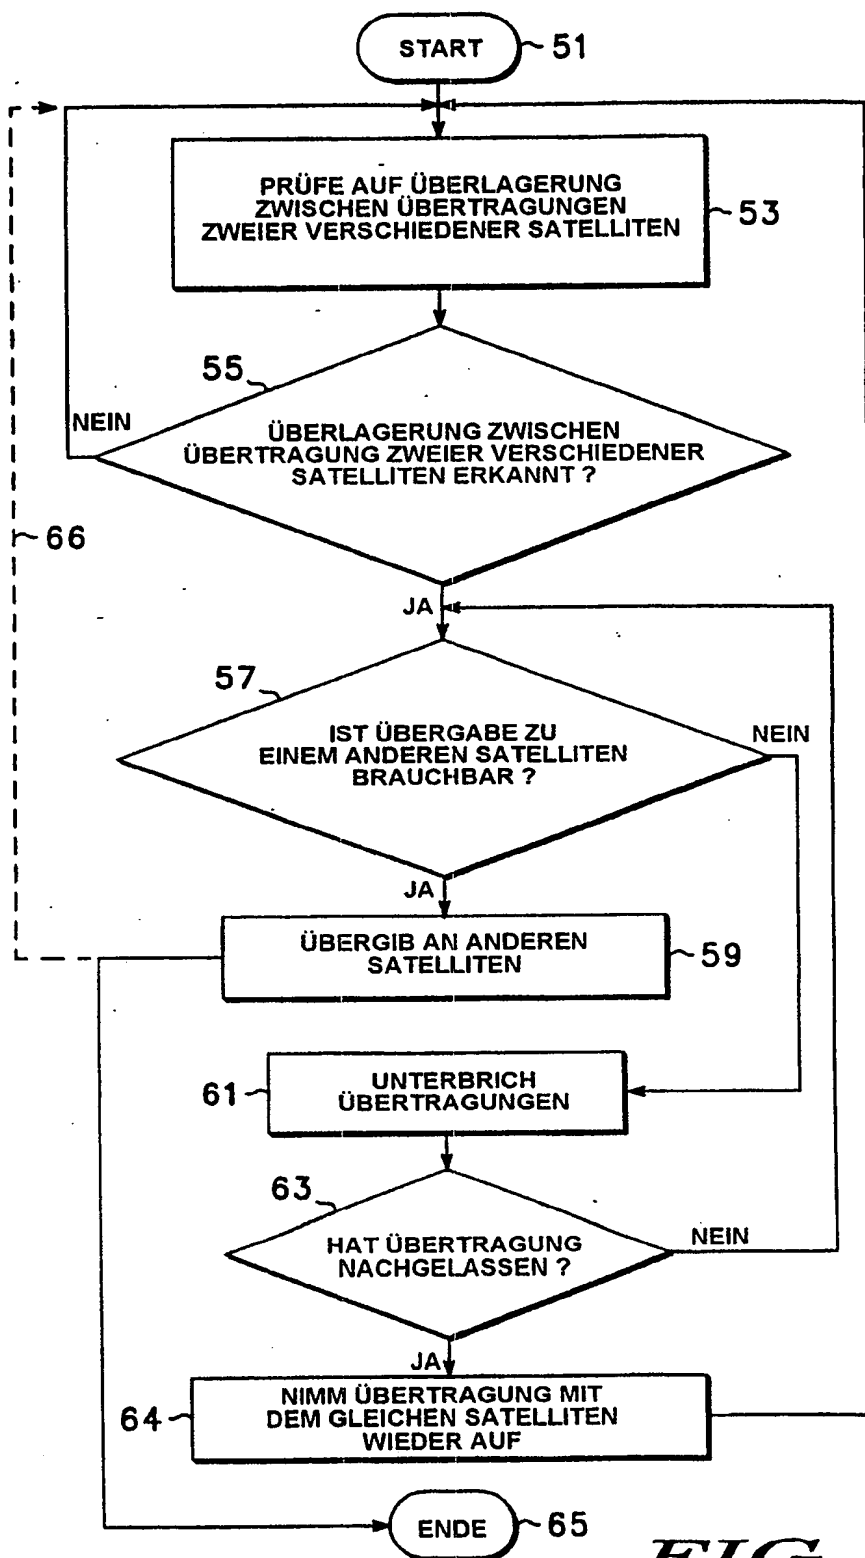 START
51
PRÜFE AUF ÜBERLAGERUNG
ZWISCHEN ÜBERTRAGUNGEN
ZWEIER VERSCHIEDENER SATELLITEN
53
55
NEIN
ÜBERLAGERUNG ZWISCHEN
ÜBERTRAGUNG ZWEIER VERSCHIEDENER
SATELLITEN ERKANNT ?
66
JA
57
IST ÜBERGABE ZU
EINEM ANDEREN SATELLITEN
BRAUCHBAR ?
NEIN
JA
ÜBERGIB AN ANDEREN
SATELLITEN
59
61
UNTERBRICH
ÜBERTRAGUNGEN
63
HAT ÜBERTRAGUNG
NACHGELASSEN ?
NEIN
JA
64
NIMM ÜBERTRAGUNG MIT
DEM GLEICHEN SATELLITEN
WIEDER AUF
ENDE
65